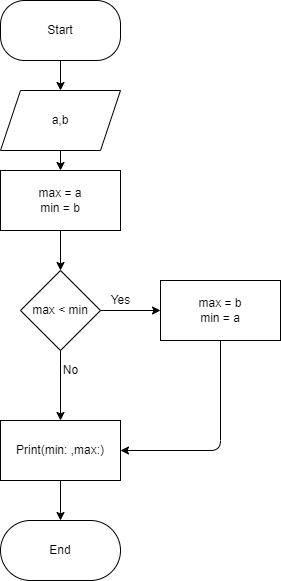 Start
a,b
max = a
min = b
max < min
Yes
max = b
min = a
No
Print(min: ,max:)
End